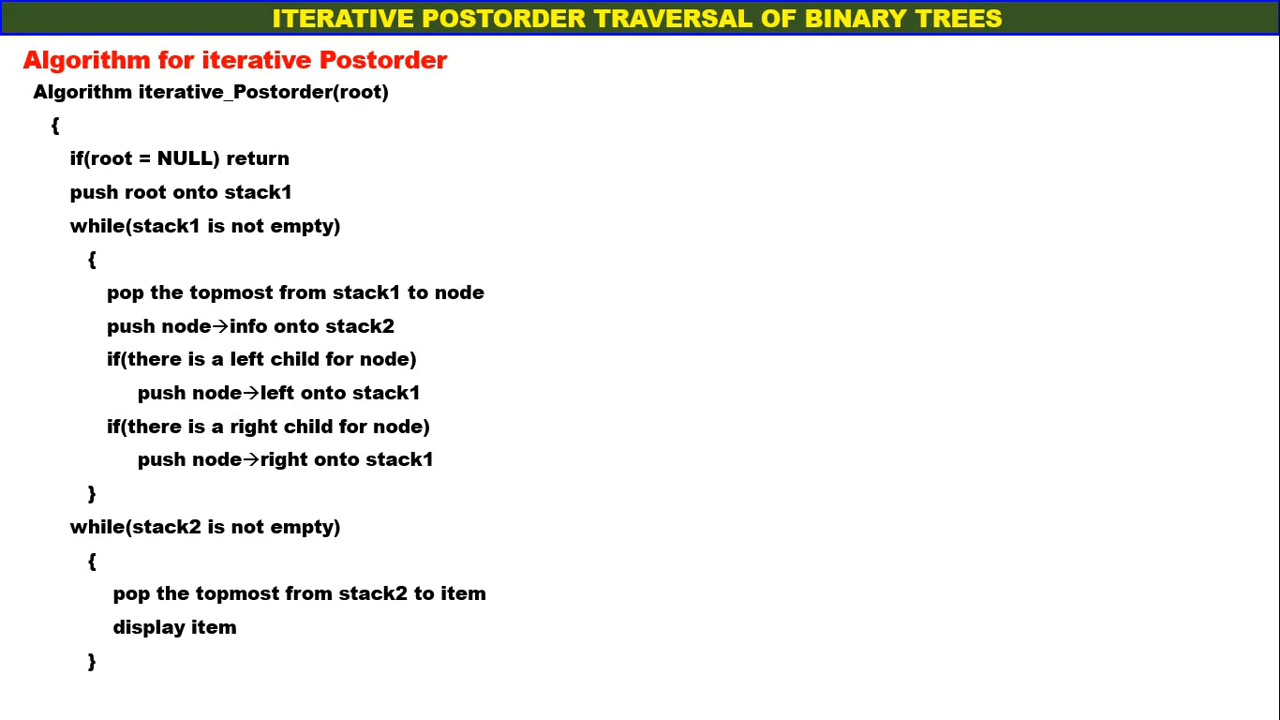 ITERATIVE POSTORDER TRAVERSAL OF BINARY TREES
Algorithm for iterative Postorder
Algorithm iterative_Postorder(root)
{
if(root = NULL) return
push root onto stack1
while(stack1 is not empty)
{
pop the topmost from stack1 to node
push node→info onto stack2
if(there is a left child for node)
push node→left onto stack1
if(there is a right child for node)
push node→right onto stack1
}
while(stack2 is not empty)
{
pop the topmost from stack2 to item
display item
}